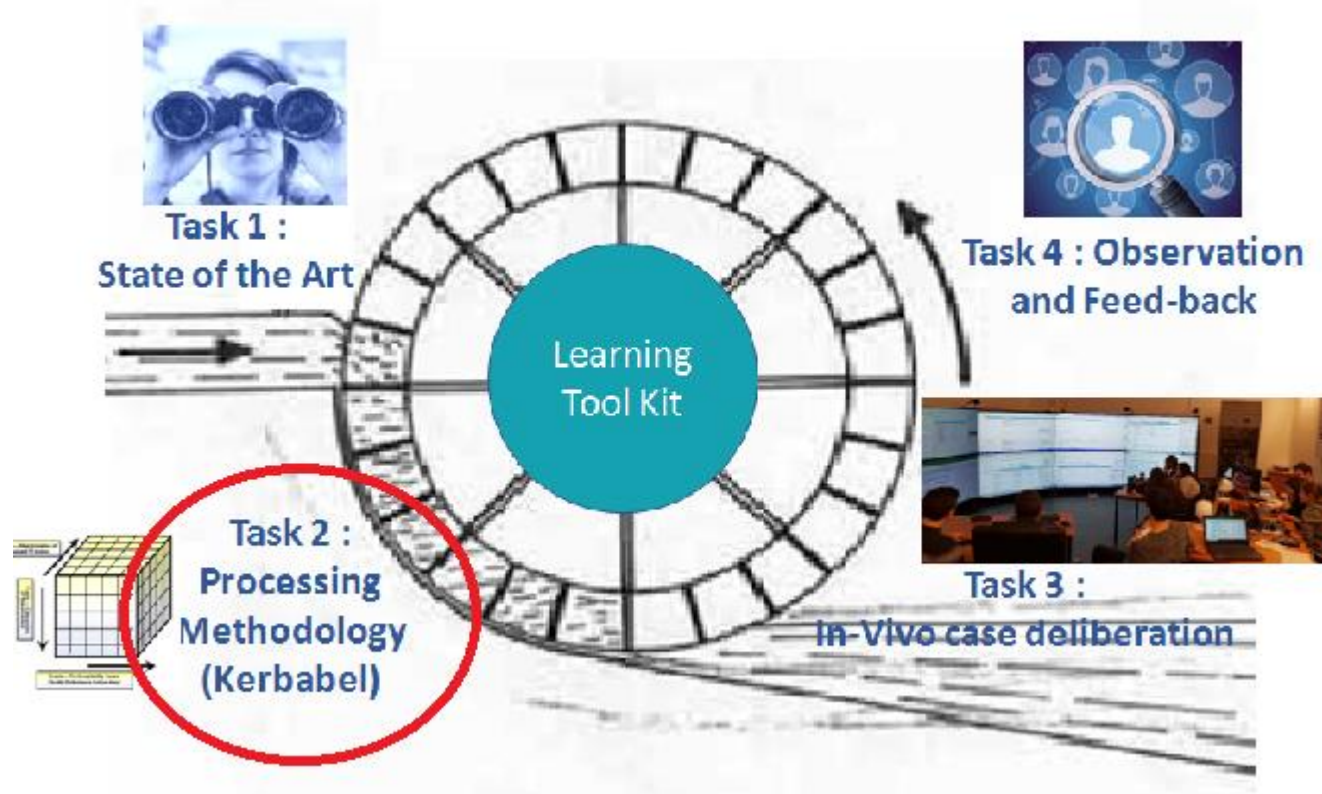 Task 1 :
State of the Art
Task 4 : Observation
and Feed-back
Learning
Tool Kit
Task 2 :
Processing
Methodology
(Kerbabel)
Task 3 :
In-Vivo case deliberation